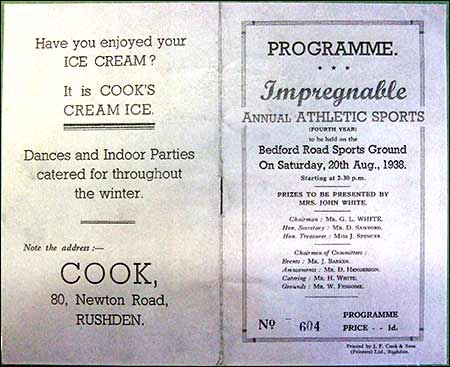 Have you enjoyed your
ICE CREAM?
It is COOK'S
CREAM ICE.
Dances and Indoor Parties
catered for throughout
the winter.
Note the address :—
COOK,
80, Newton Road,
RUSHDEN.
PROGRAMME.
Impregnable
ANNUAL ATHLETIC SPORTS
(FOURTH YEAR)
to be held on the
Bedford Road Sports Ground
On Saturday, 20th Aug., 1938.
Starting at 2-30 p.m.
PRIZES TO BE PRESENTED BY
MRS. JOHN WHITE.
Chairman : MR. G. L. WHITE.
Hon. Secretary : MR. D. SAWFORD.
Hon. Treasurer : MISS J. SPENCER.
Chairmen of Committees :
Events : MR. J. BARKER.
Amusements : MR. D. HENDERSON.
Catering : MR. H. WHITE.
Grounds : MR. W. FENSOME.
No 604
PROGRAMME
PRICE - - 1d.
Printed by J. F. Cook & Sons
(Printers) Ltd., Rushden.